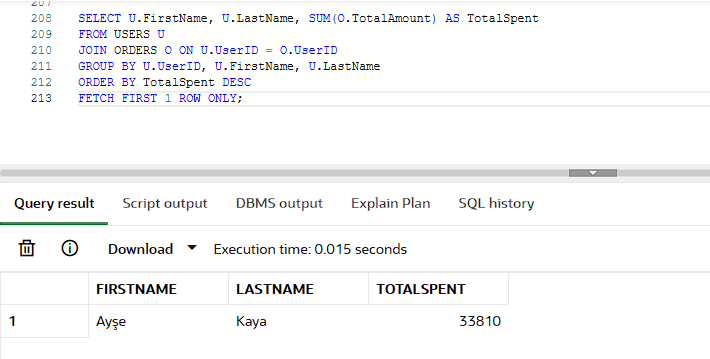 207
208 SELECT U.FirstName, U.LastName, SUM(O.TotalAmount) AS TotalSpent
209 FROM USERS U
210 JOIN ORDERS O ON U.UserID = O.UserID
211 GROUP BY U.UserID, U.FirstName, U.LastName
212 ORDER BY TotalSpent DESC
213 FETCH FIRST 1 ROW ONLY;
Query result Script output DBMS output Explain Plan SQL history
Download Execution time: 0.015 seconds
FIRSTNAME LASTNAME TOTALSPENT
1 Ayşe Kaya 33810